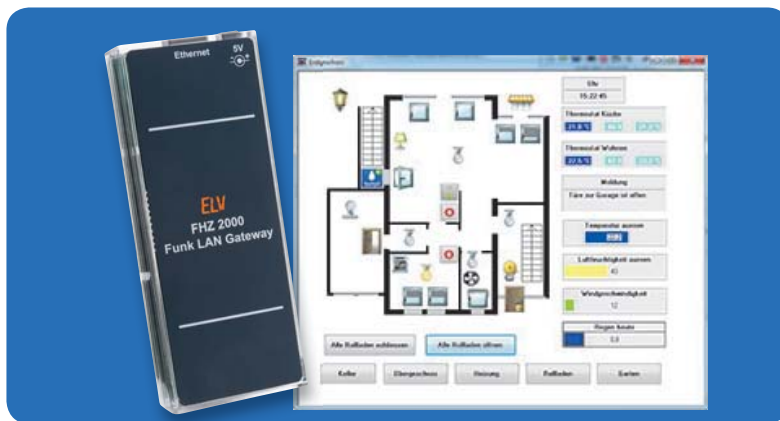 Ethernet
5V
ELV
FHZ 2000
Funk LAN Gateway
Erdgeschoss
Uhr
15:22:45
Thermostat Küche
Thermostat Wohnen
22,5 °C
Meldung
Türe zur Garage ist offen
Temperatur aussen
Luftfeuchtigkeit aussen
Windgeschwindigkeit
12
Regen heute
Alle Rollladen schliessen
Alle Rollladen öffnen
Keller
Obergeschoss
Heizung
Rollladen
Garten